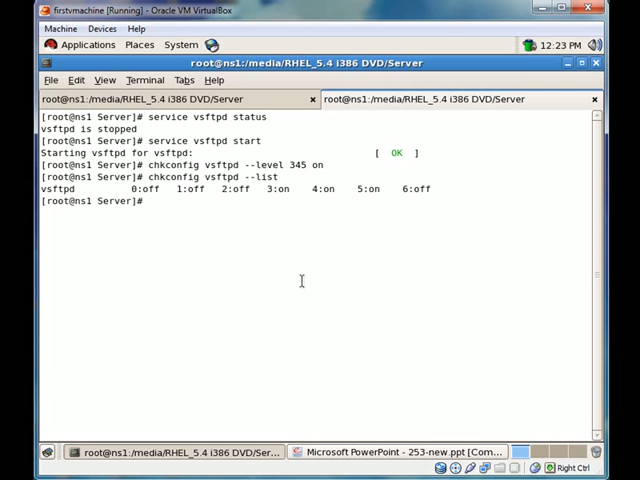 firstvmachine [Running] - Oracle VM VirtualBox
Machine Devices Help
Applications Places System 12:23 PM
root@ns1:/media/RHEL_5.4 i386 DVD/Server
File Edit View Terminal Tabs Help
root@ns1:/media/RHEL_5.4 i386 DVD/Server root@ns1:/media/RHEL_5.4 i386 DVD/Server
[root@ns1 Server]# service vsftpd status
vsftpd is stopped
[root@ns1 Server]# service vsftpd start
Starting vsftpd for vsftpd: [ OK ]
[root@ns1 Server]# chkconfig vsftpd --level 345 on
[root@ns1 Server]# chkconfig vsftpd --list
vsftpd 0:off 1:off 2:off 3:on 4:on 5:on 6:off
[root@ns1 Server]#
root@ns1:/media/RHEL_5.4 i386 DVD/Ser... Microsoft PowerPoint - 253-new.ppt [Com...
Right Ctrl